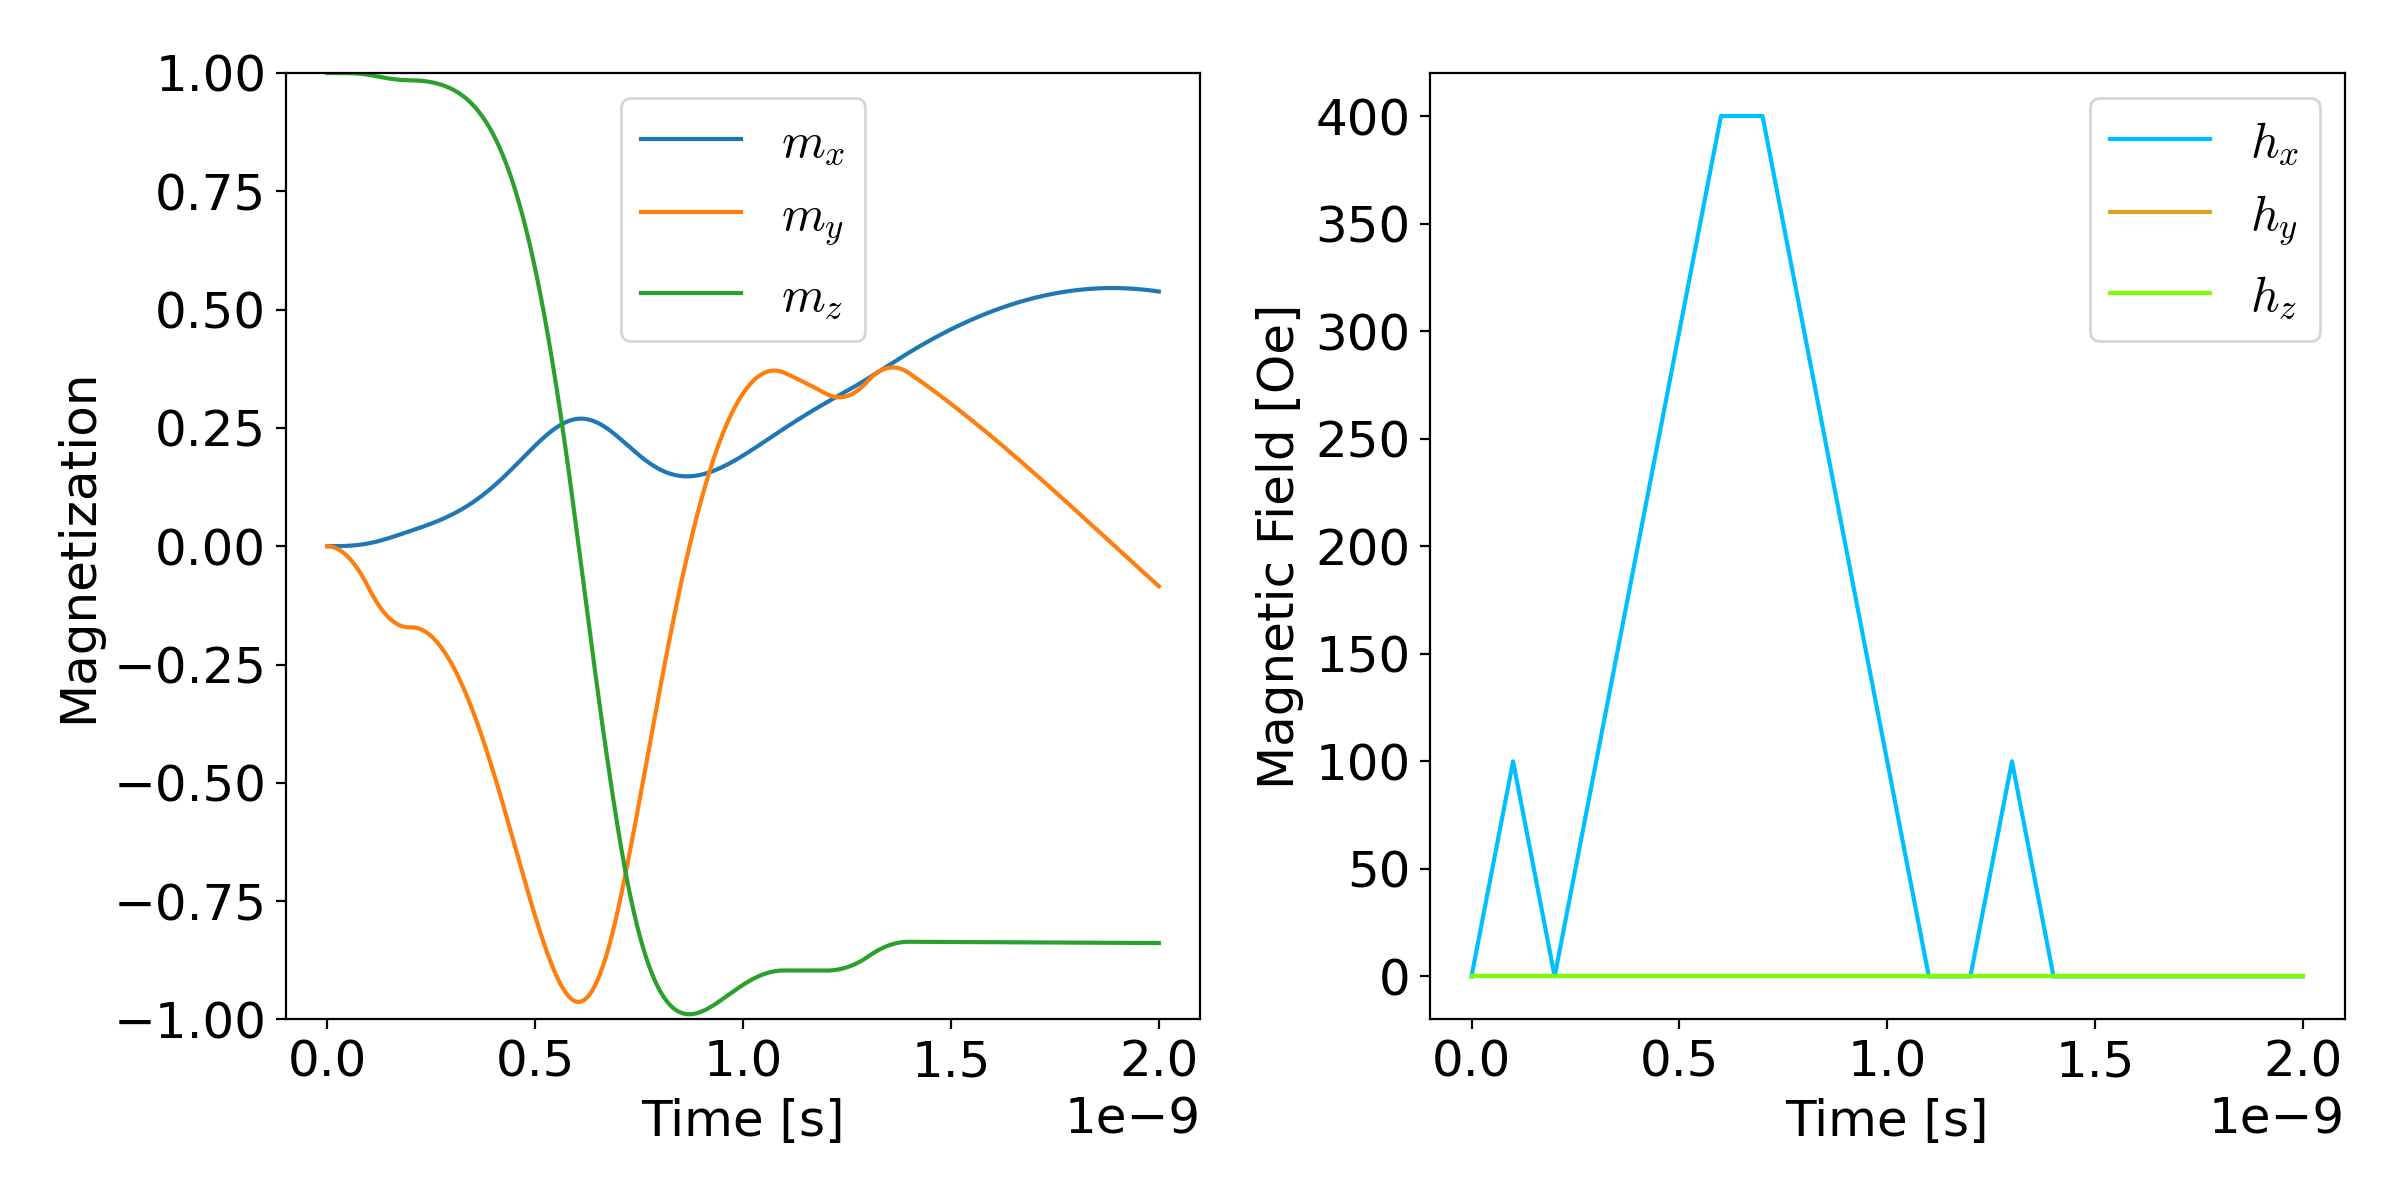 1.00
0.75
0.50
0.25
0.00
−0.25
−0.50
−0.75
−1.00
Magnetization
m_x
m_y
m_z
0.0 0.5 1.0 1.5 2.0
Time [s]
1e−9
400
350
300
250
200
150
100
50
0
Magnetic Field [Oe]
h_x
h_y
h_z
0.0 0.5 1.0 1.5 2.0
Time [s]
1e−9